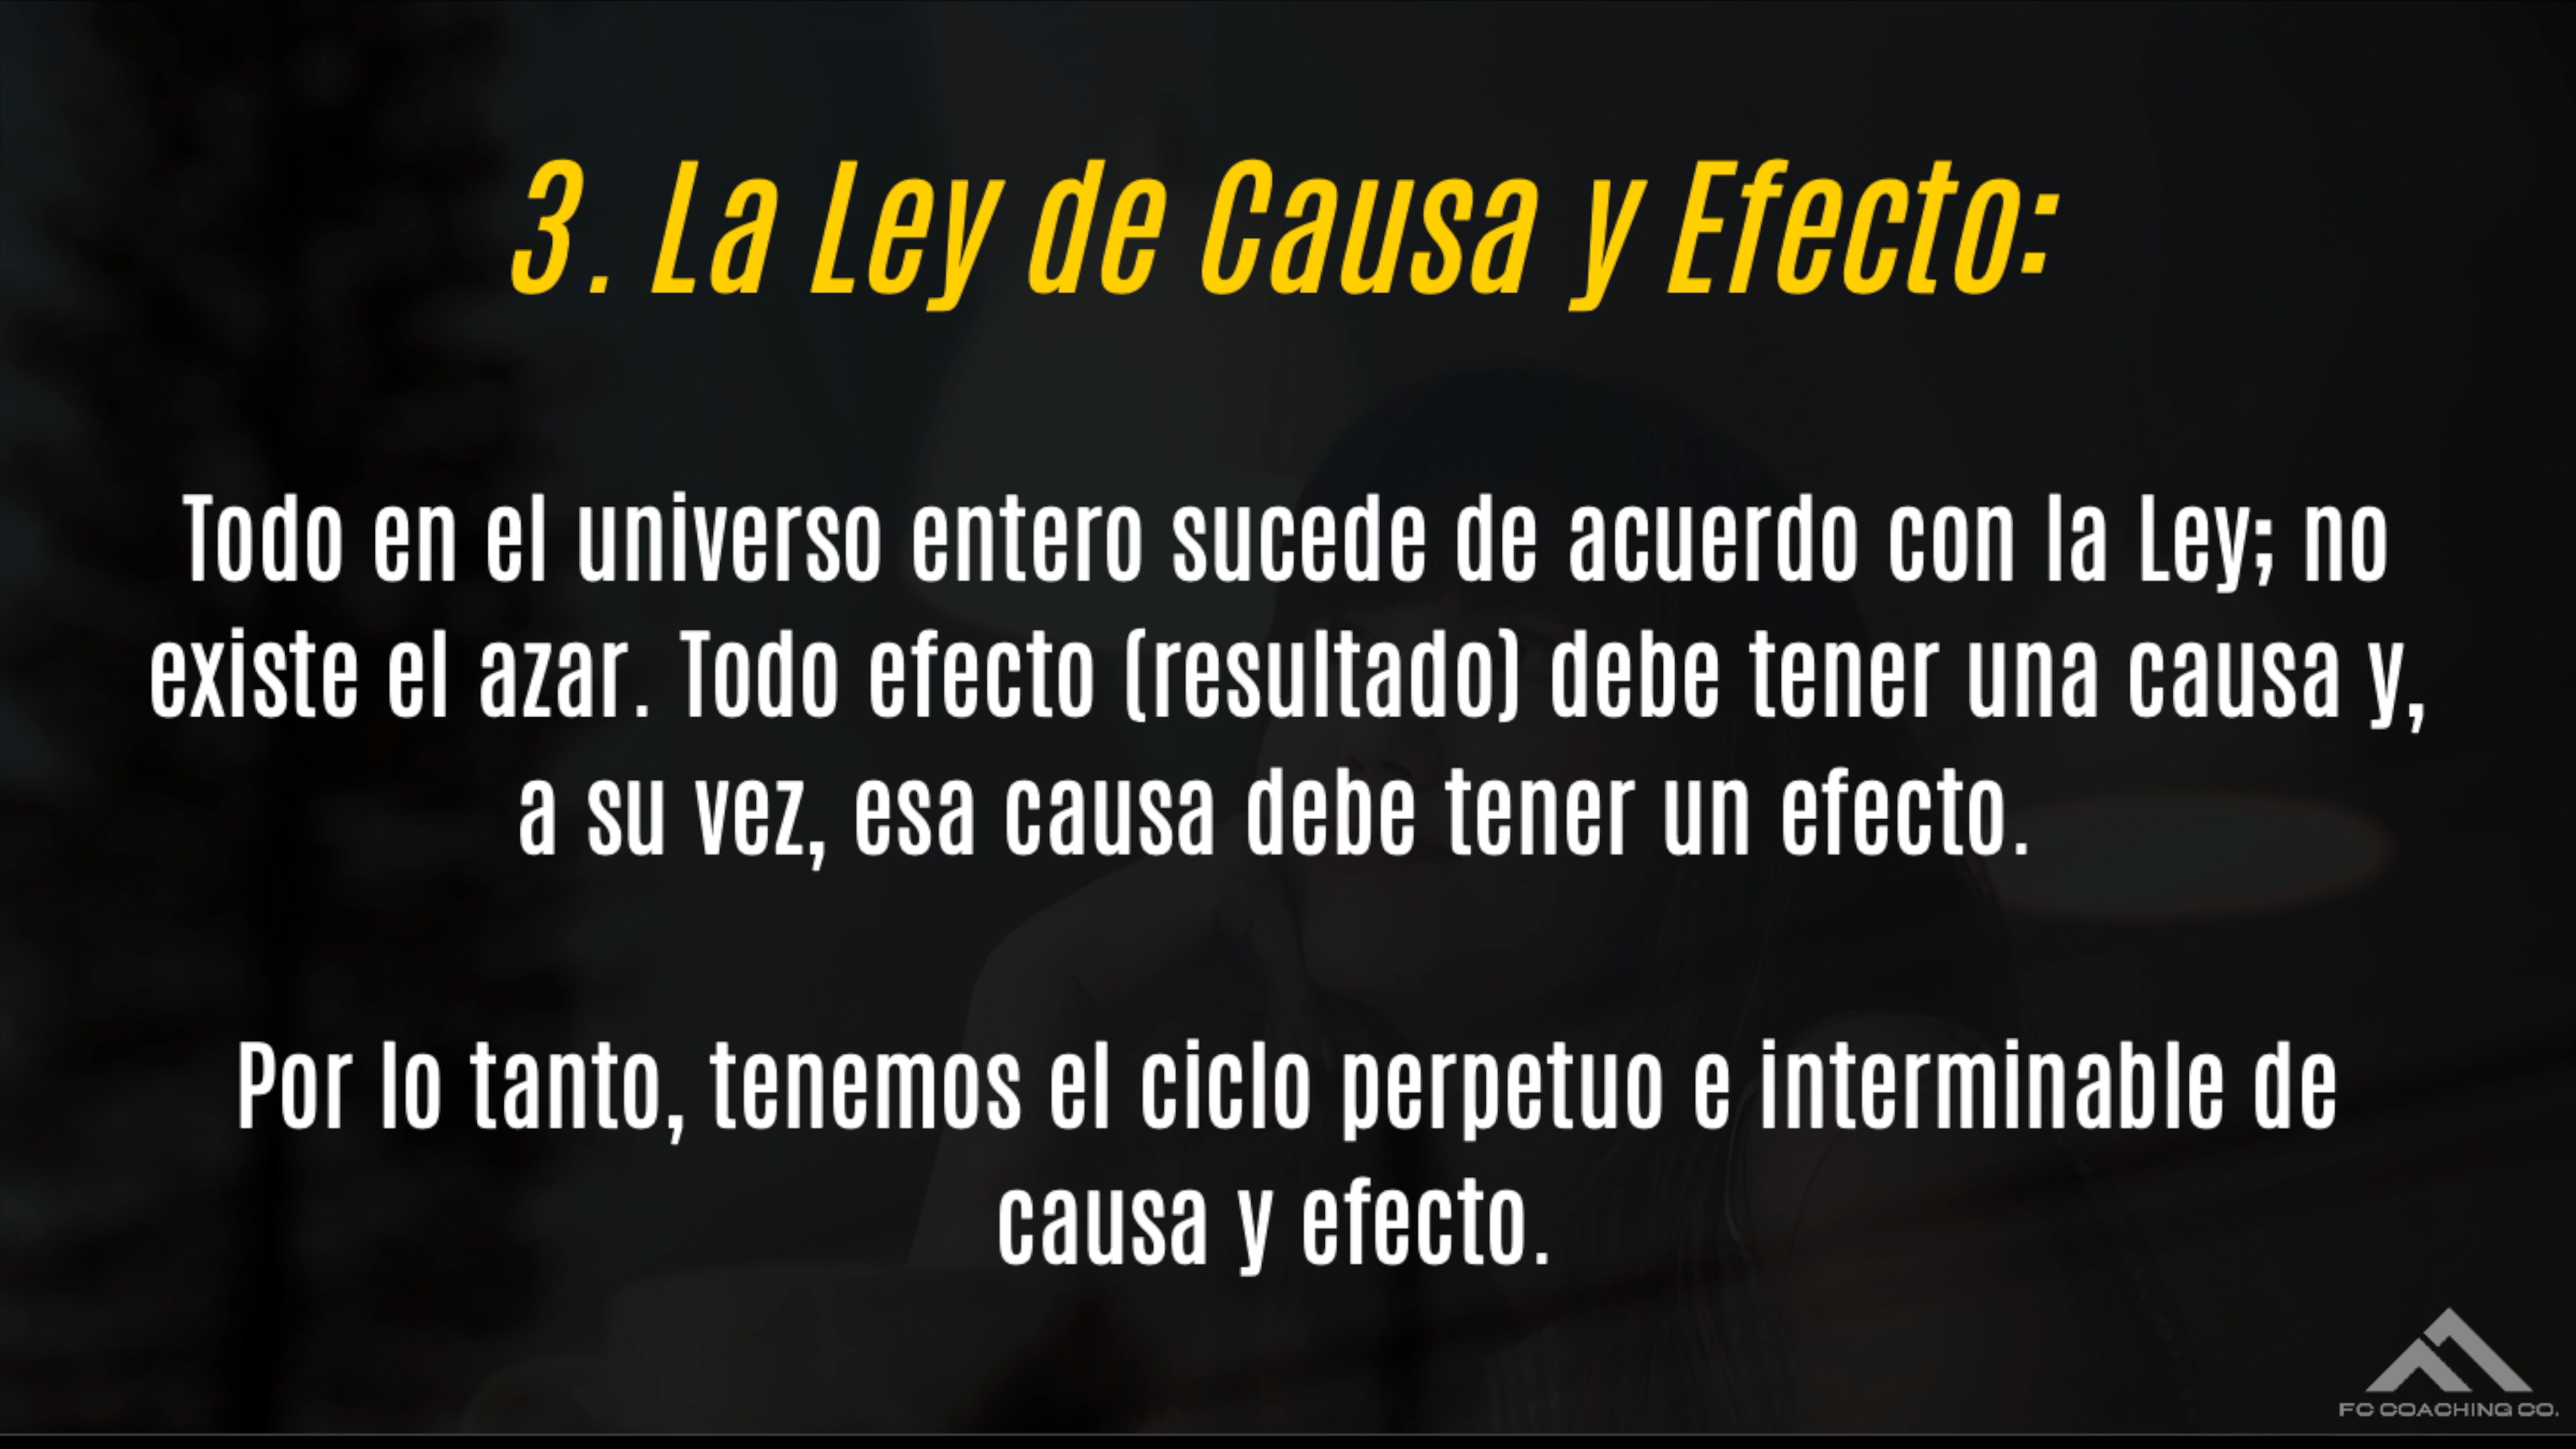 3. La Ley de Causa y Efecto:
Todo en el universo entero sucede de acuerdo con la Ley; no
existe el azar. Todo efecto (resultado) debe tener una causa y,
a su vez, esa causa debe tener un efecto.
Por lo tanto, tenemos el ciclo perpetuo e interminable de
causa y efecto.
FC COACHING CO.